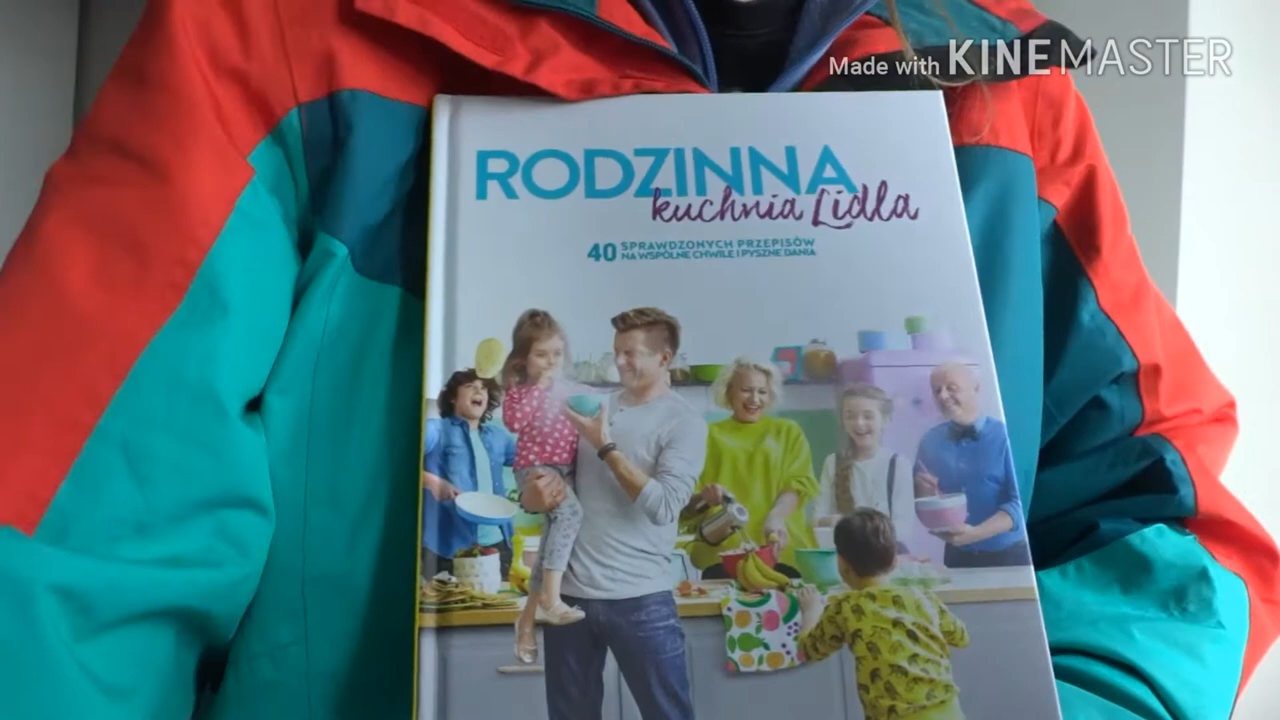 Made with KINEMASTER
RODZINNA
kuchnia Lidla
40 SPRAWDZONYCH PRZEPISÓW
NA WSPÓLNE CHWILE I PYSZNE DANIA